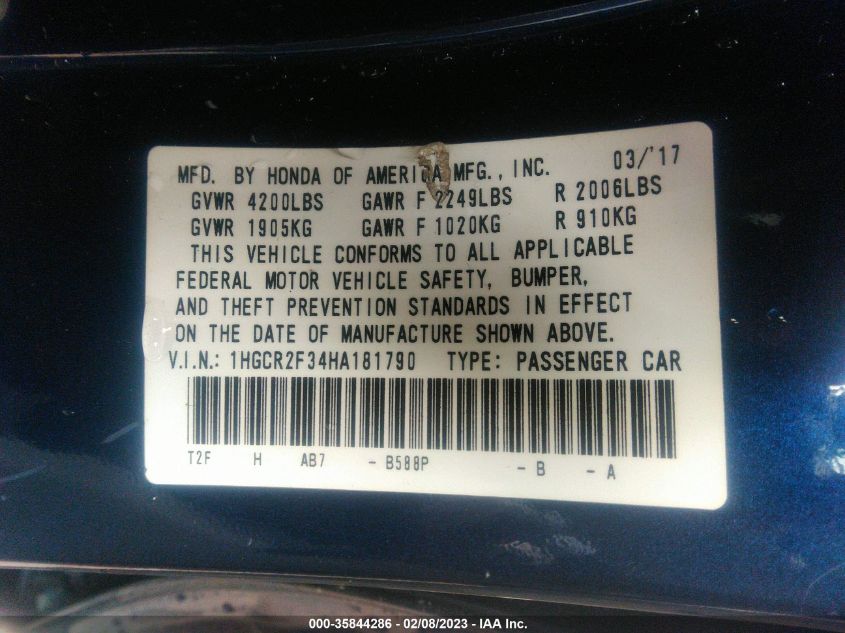 MFD. BY HONDA OF AMERICA MFG., INC. 03/'17
GVWR 4200LBS GAWR F 2249LBS R 2006LBS
GVWR 1905KG GAWR F 1020KG R 910KG
THIS VEHICLE CONFORMS TO ALL APPLICABLE
FEDERAL MOTOR VEHICLE SAFETY, BUMPER,
AND THEFT PREVENTION STANDARDS IN EFFECT
ON THE DATE OF MANUFACTURE SHOWN ABOVE.
V.I.N.: 1HGCR2F34HA181790 TYPE: PASSENGER CAR
T2F H AB7 - B588P - B - A
000-35844286 - 02/08/2023 - IAA Inc.